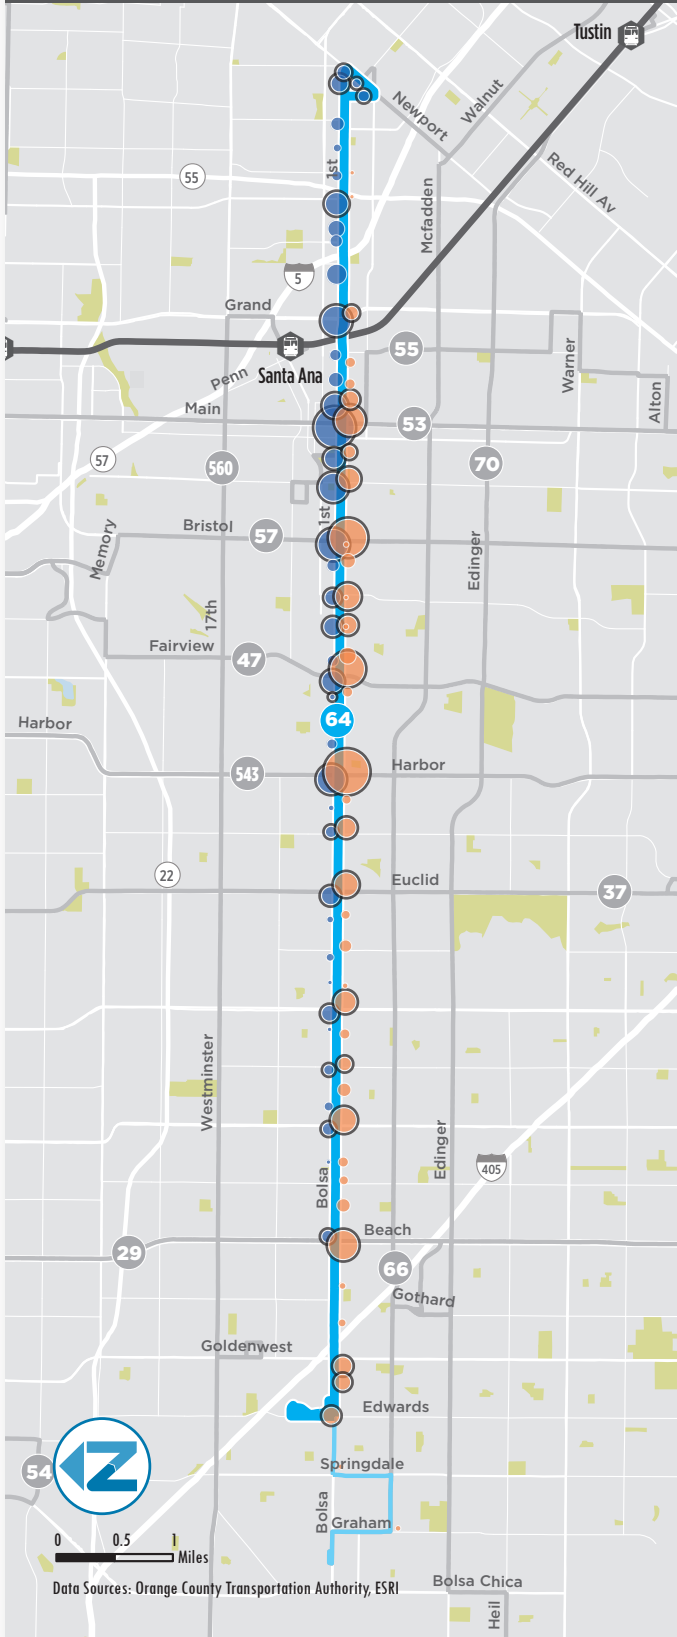 Tustin
Newport
Walnut
Red Hill Av
1st
55
Mcfadden
5
Grand
Santa Ana
55
Penn
Main
Warner
Alton
53
57
560
70
1st
Bristol
57
Memory
Edinger
17th
Fairview
47
64
Harbor
543
Harbor
22
Euclid
37
Westminster
Edinger
405
Bolsa
Beach
29
66
Gothard
Goldenwest
Edwards
Z
54
Springdale
Bolsa
Graham
0 0.5 1
Miles
Bolsa Chica
Data Sources: Orange County Transportation Authority, ESRI
Heil